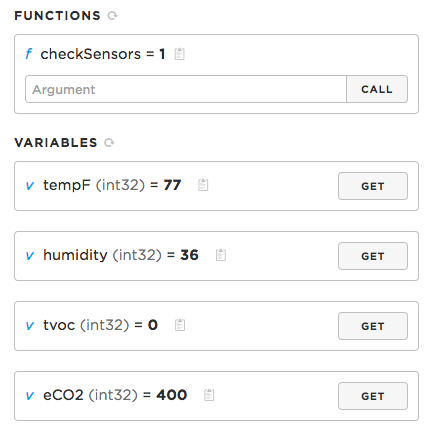 FUNCTIONS
f checkSensors = 1
Argument CALL
VARIABLES
v tempF (int32) = 77 GET
v humidity (int32) = 36 GET
v tvoc (int32) = 0 GET
v eCO2 (int32) = 400 GET